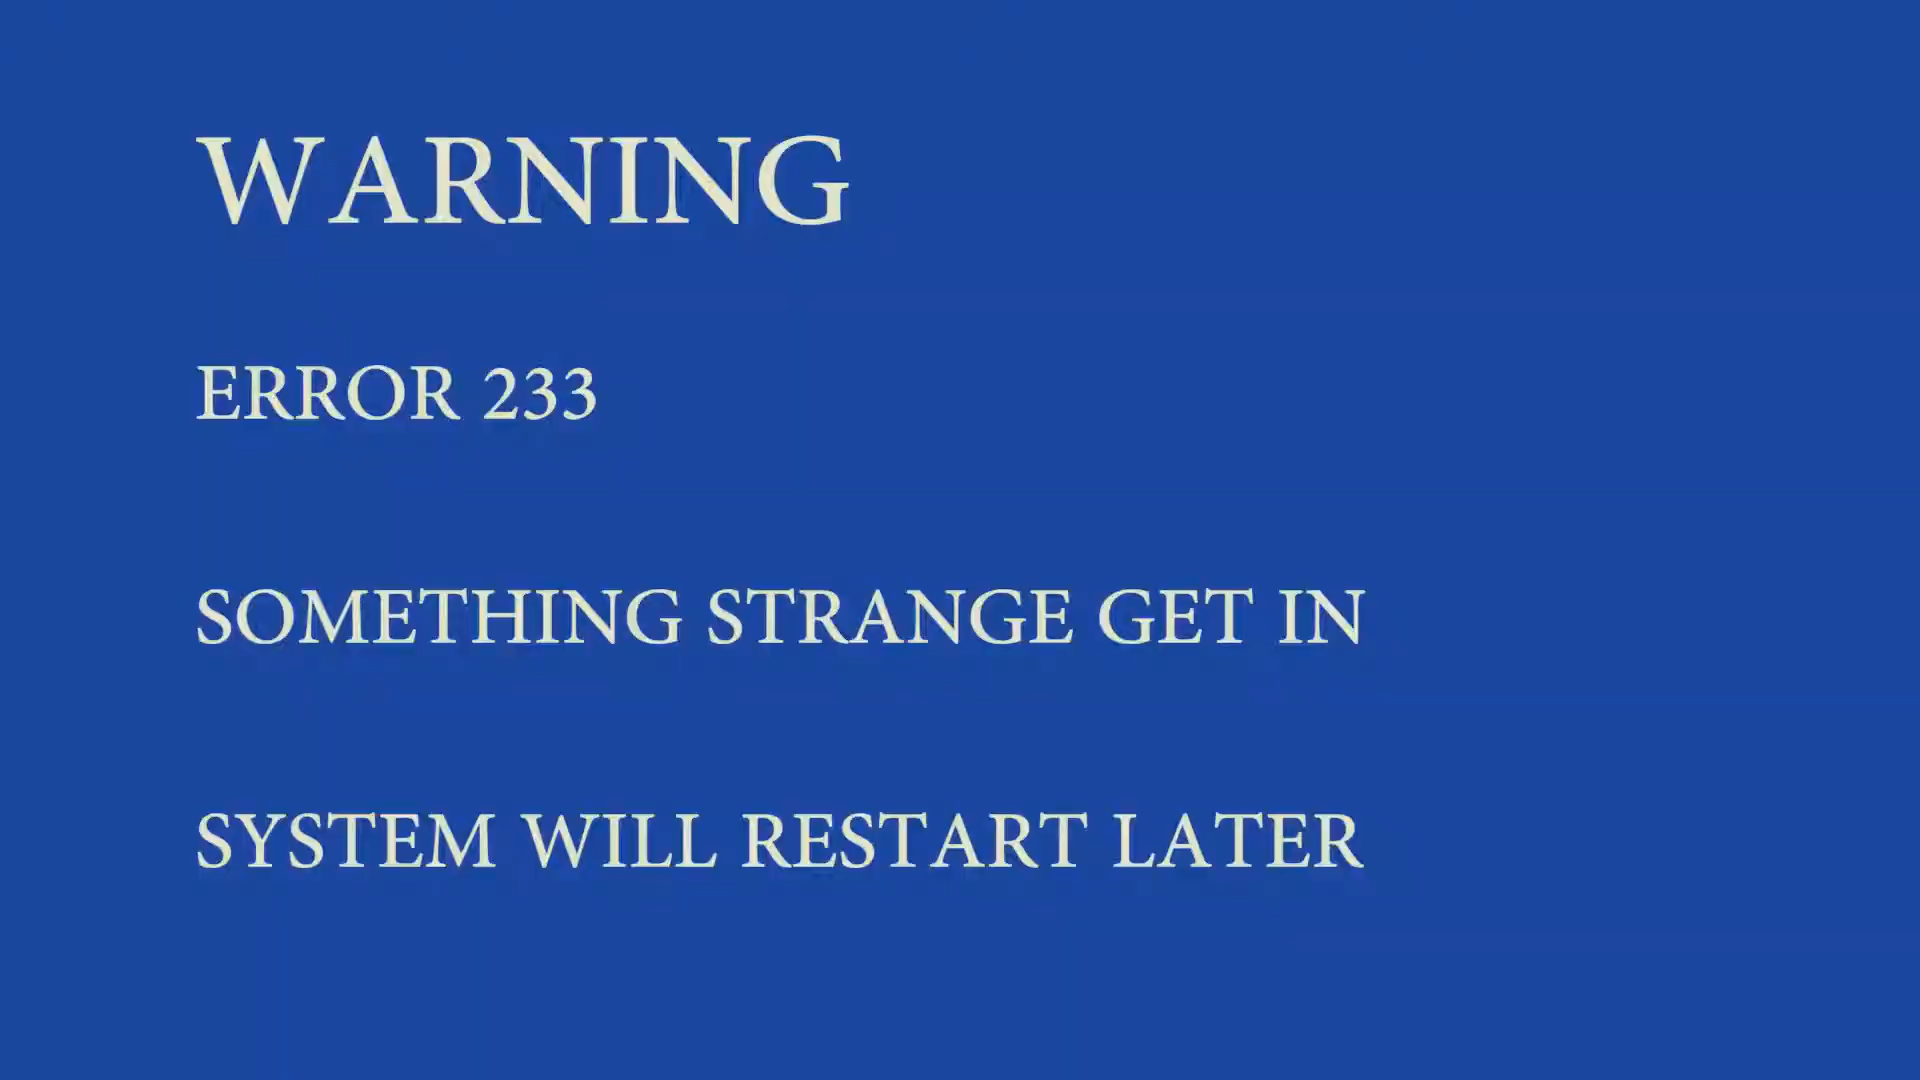 WARNING
ERROR 233
SOMETHING STRANGE GET IN
SYSTEM WILL RESTART LATER